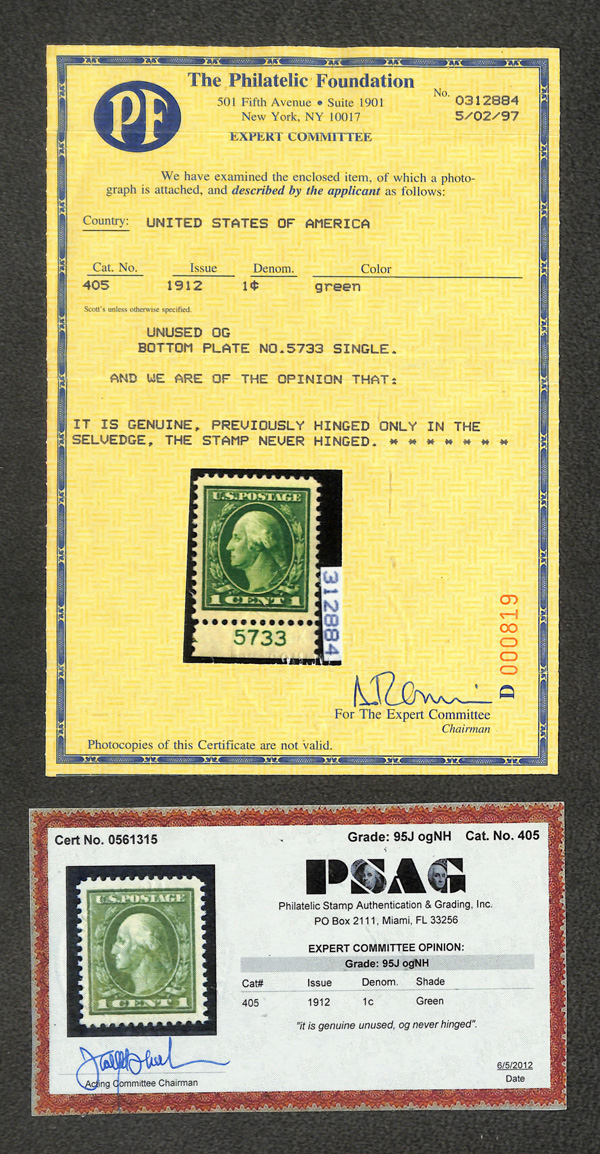 PF
The Philatelic Foundation
501 Fifth Avenue • Suite 1901
New York, NY 10017
EXPERT COMMITTEE
No. 0312884
5/02/97
We have examined the enclosed item, of which a photo-
graph is attached, and described by the applicant as follows:
Country: UNITED STATES OF AMERICA
Cat. No. Issue Denom. Color
405 1912 1¢ green
Scott's unless otherwise specified.
UNUSED OG
BOTTOM PLATE NO.5733 SINGLE.
AND WE ARE OF THE OPINION THAT:
IT IS GENUINE, PREVIOUSLY HINGED ONLY IN THE
SELVEDGE, THE STAMP NEVER HINGED. * * * * * * *
U.S. POSTAGE
1 CENT 1
5733
312884
D 000819
For The Expert Committee
Chairman
Photocopies of this Certificate are not valid.
Cert No. 0561315 Grade: 95J ogNH Cat. No. 405
PSAG
Philatelic Stamp Authentication & Grading, Inc.
PO Box 2111, Miami, FL 33256
EXPERT COMMITTEE OPINION:
Grade: 95J ogNH
Cat# Issue Denom. Shade
405 1912 1c Green
"it is genuine unused, og never hinged".
U.S. POSTAGE
1 CENT 1
Acting Committee Chairman
6/5/2012
Date